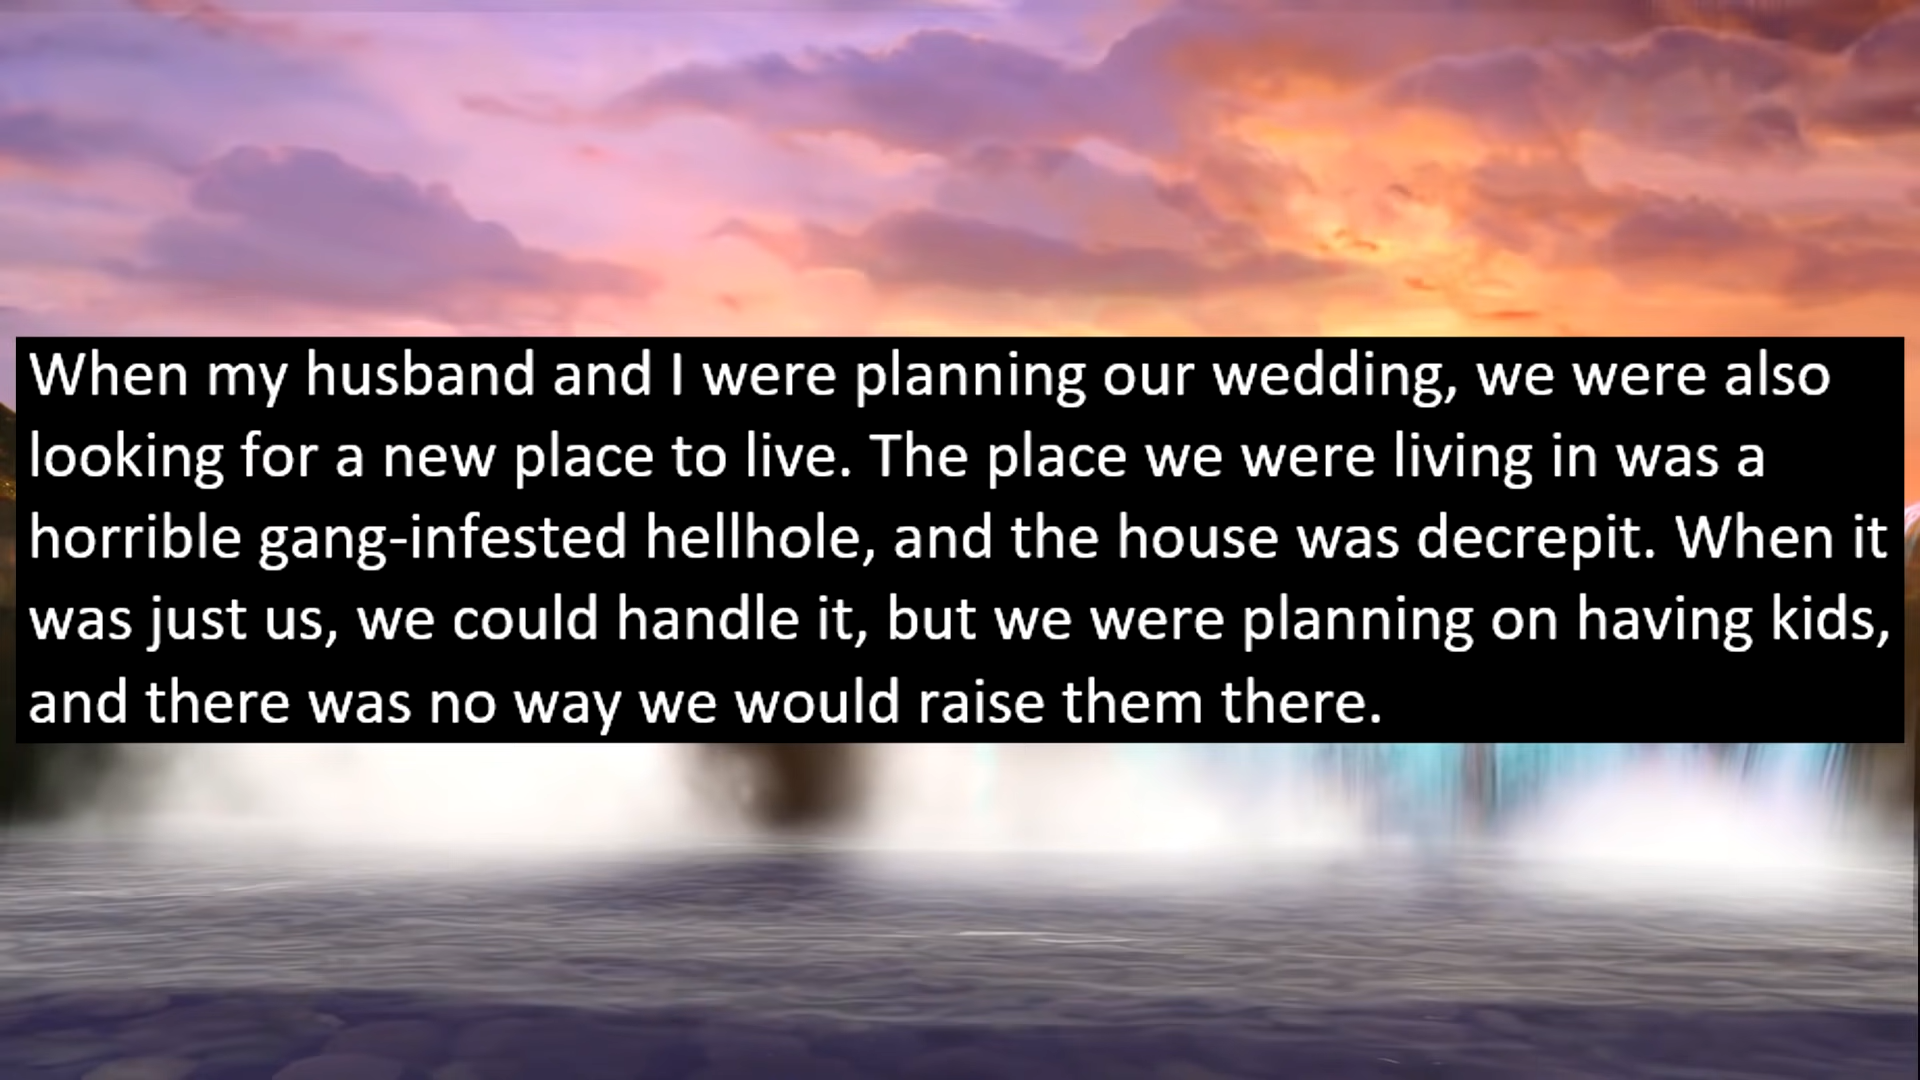 When my husband and I were planning our wedding, we were also
looking for a new place to live. The place we were living in was a
horrible gang-infested hellhole, and the house was decrepit. When it
was just us, we could handle it, but we were planning on having kids,
and there was no way we would raise them there.